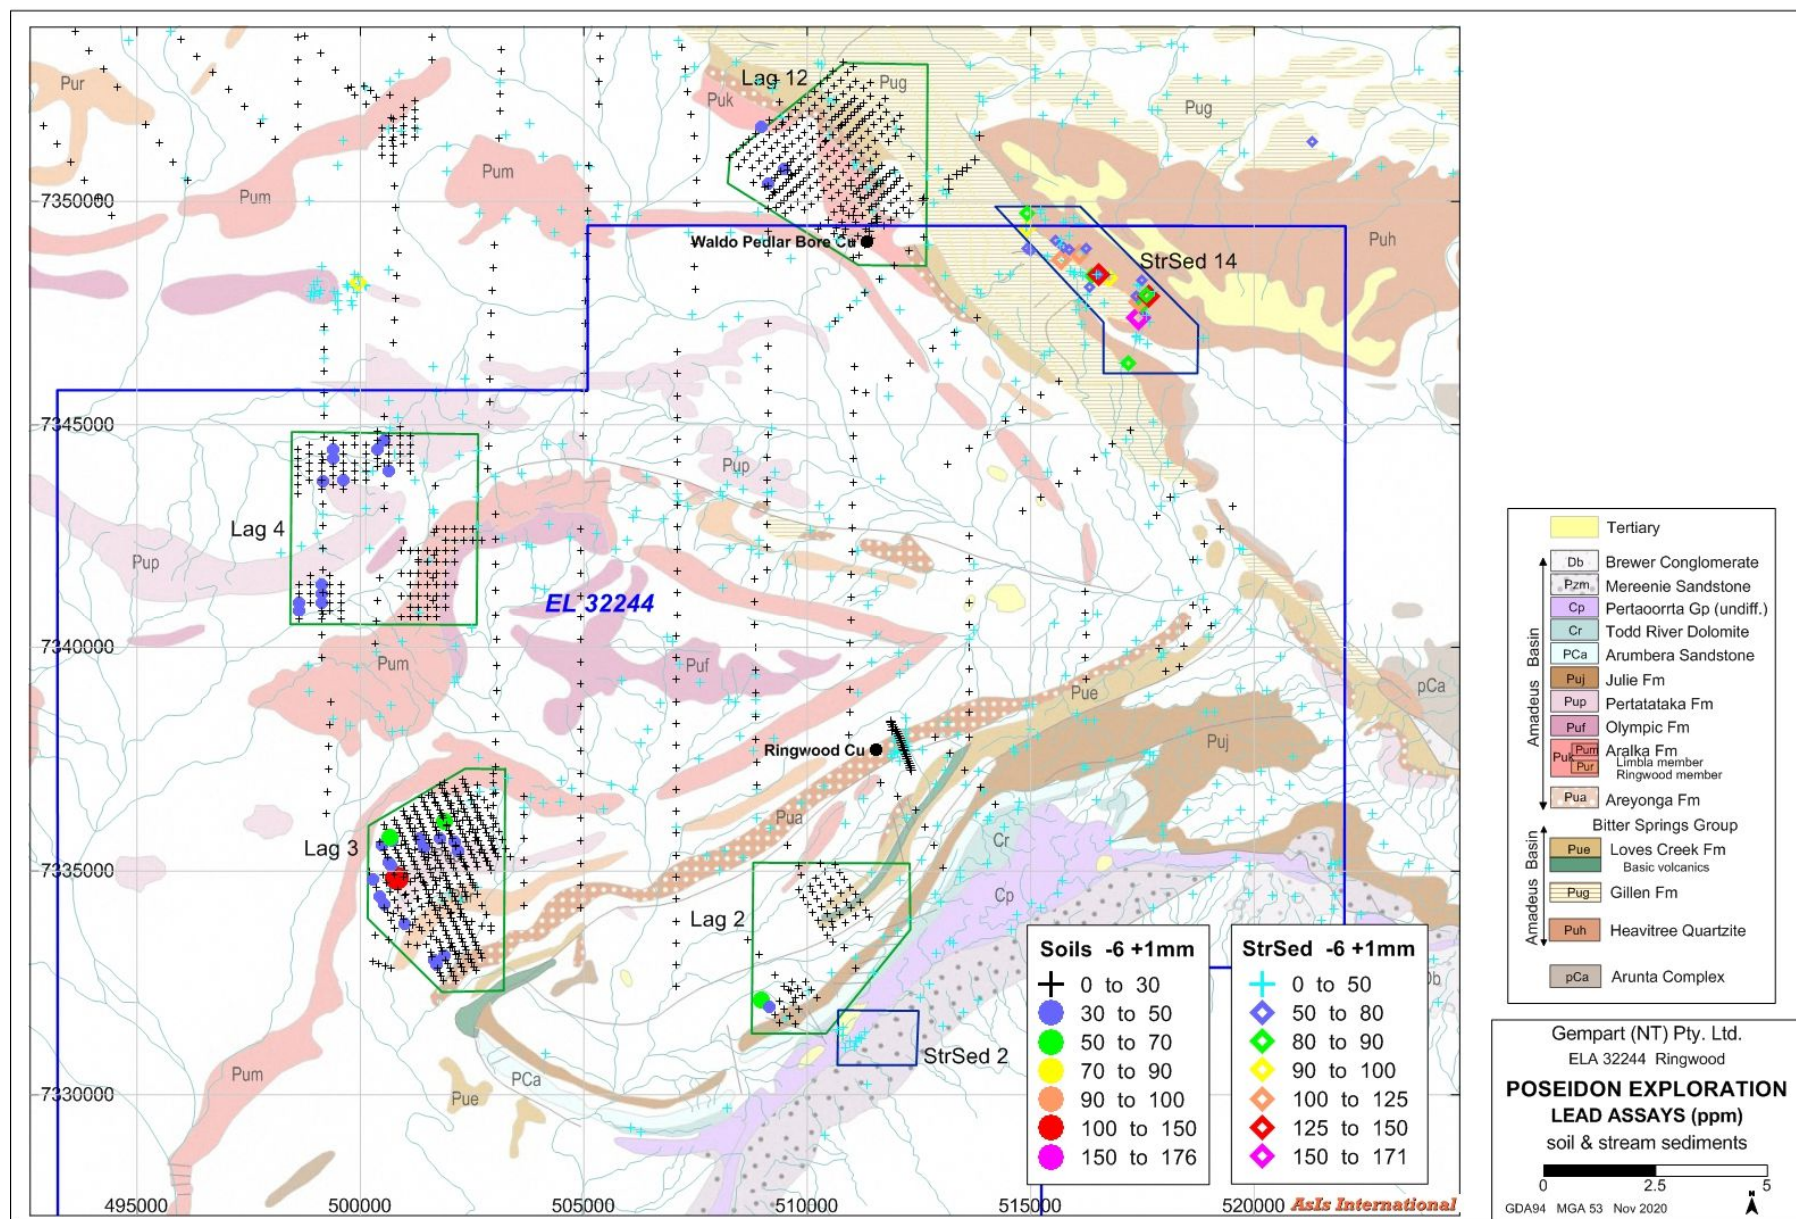 Lag 12
Pug
Pur
Puk
Pug
Pum
Pum
7350000
Waldo Pedlar Bore Cu
Puh
StrSed 14
7345000
Pup
Lag 4
Pup
EL 32244
7340000
Pum
Puf
Pue
pCa
Ringwood Cu
Puj
Pua
Lag 3
Cr
7335000
Cp
Lag 2
Db
StrSed 2
Pum
PCa
Pue
7330000
495000
500000
505000
510000
515000
520000
AsIs International
Soils -6 +1mm
0 to 30
30 to 50
50 to 70
70 to 90
90 to 100
100 to 150
150 to 176
StrSed -6 +1mm
0 to 50
50 to 80
80 to 90
90 to 100
100 to 125
125 to 150
150 to 171
Tertiary
Amadeus Basin
Db Brewer Conglomerate
Pzm Mereenie Sandstone
Cp Pertaoorrta Gp (undiff.)
Cr Todd River Dolomite
PCa Arumbera Sandstone
Puj Julie Fm
Pup Pertatataka Fm
Puf Olympic Fm
Puk Aralka Fm
Pum Limbla member
Pur Ringwood member
Pua Areyonga Fm
Amadeus Basin
Bitter Springs Group
Pue Loves Creek Fm
Basic volcanics
Pug Gillen Fm
Puh Heavitree Quartzite
pCa Arunta Complex
Gempart (NT) Pty. Ltd.
ELA 32244 Ringwood
POSEIDON EXPLORATION
LEAD ASSAYS (ppm)
soil & stream sediments
0 2.5 5
GDA94 MGA 53 Nov 2020
N